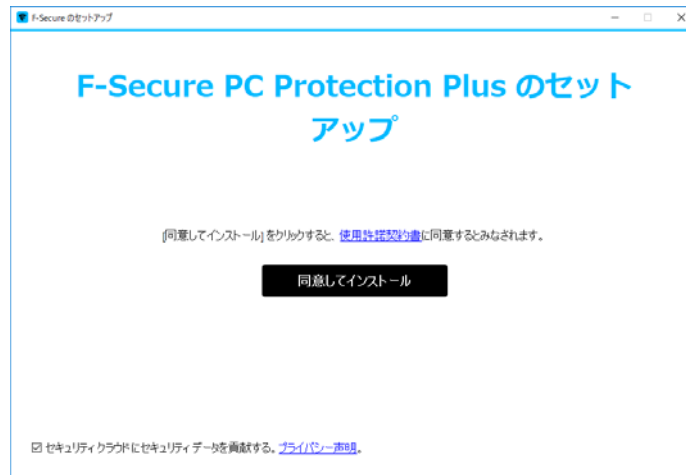 F-Secure のセットアップ
F-Secure PC Protection Plus のセット
アップ
[同意してインストール] をクリックすると、使用許諾契約書に同意するとみなされます。
同意してインストール
セキュリティ クラウドにセキュリティ データを貢献する。プライバシー声明。